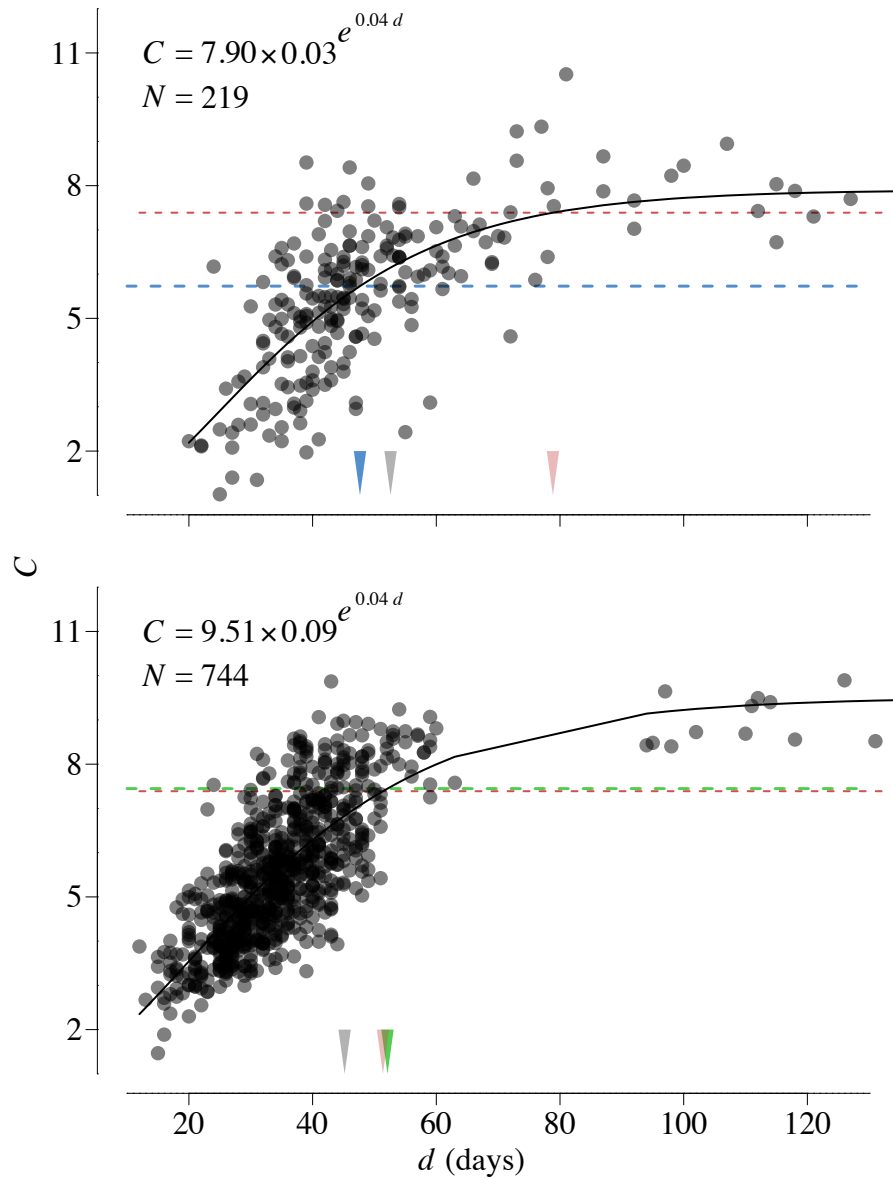 C = 7.90×0.03^e^0.04 d
N = 219
11
8
5
2
C
C = 9.51×0.09^e^0.04 d
N = 744
11
8
5
2
20 40 60 80 100 120
d (days)